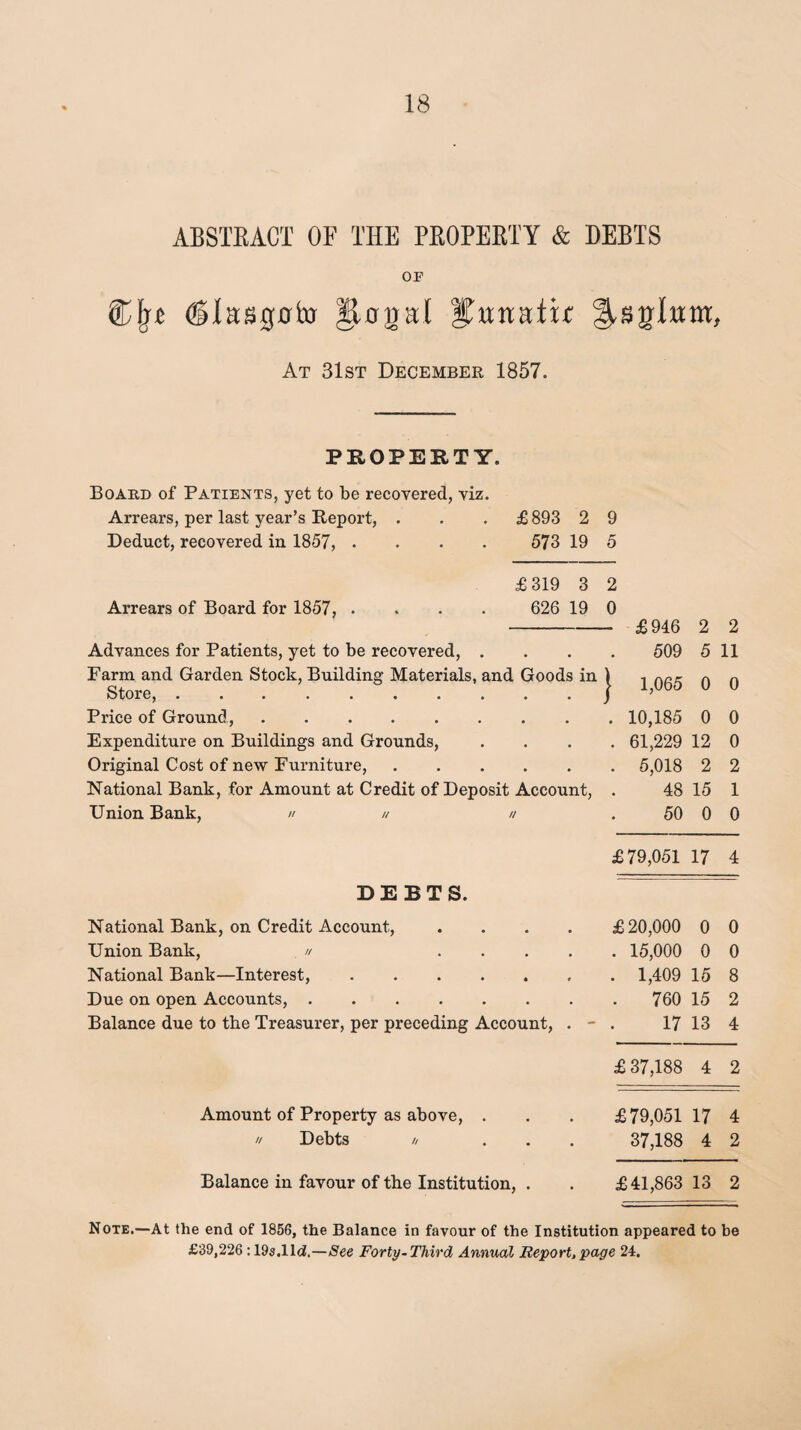 18
ABSTRACT OF THE PROPERTY & DEBTS
OF
The Glasgow Royal Lunatic Asylum,
At 31st December 1857.
PROPERTY.
Board of Patients, yet to be recovered, viz.
Arrears, per last year's Report, . . . £893 2 9
Deduct, recovered in 1857, . . . . 573 19 5
£319 3 2
Arrears of Board for 1857, . . . . 626 19 0
£946 2 2
Advances for Patients, yet to be recovered, . . . . 509 5 11
Farm and Garden Stock, Building Materials, and Goods in
Store, . . . . . . . . . . } 1,065 0 0
Price of Ground, . . . . . . . . . 10,185 0 0
Expenditure on Buildings and Grounds, . . . . 61,229 12 0
Original Cost of new Furniture, . . . . . . 5,018 2 2
National Bank, for Amount at Credit of Deposit Account, . 48 15 1
Union Bank, " " " . 50 0 0
£79,051 17 4
DEBTS.
National Bank, on Credit Account, . . . . £20,000 0 0
Union Bank, " . . . . . 15,000 0 0
National Bank—Interest, . . . . . . . 1,409 15 8
Due on open Accounts, . . . . . . . . 760 15 2
Balance due to the Treasurer, per preceding Account, . - . 17 13 4
£37,188 4 2
Amount of Property as above, . . . £79,051 17 4
" Debts " . . . 37,188 4 2
Balance in favour of the Institution, . . £41,863 13 2
Note.—At the end of 1856, the Balance in favour of the Institution appeared to be
£39,226 : 19s.11d.—See Forty-Third Annual Report, page 24.